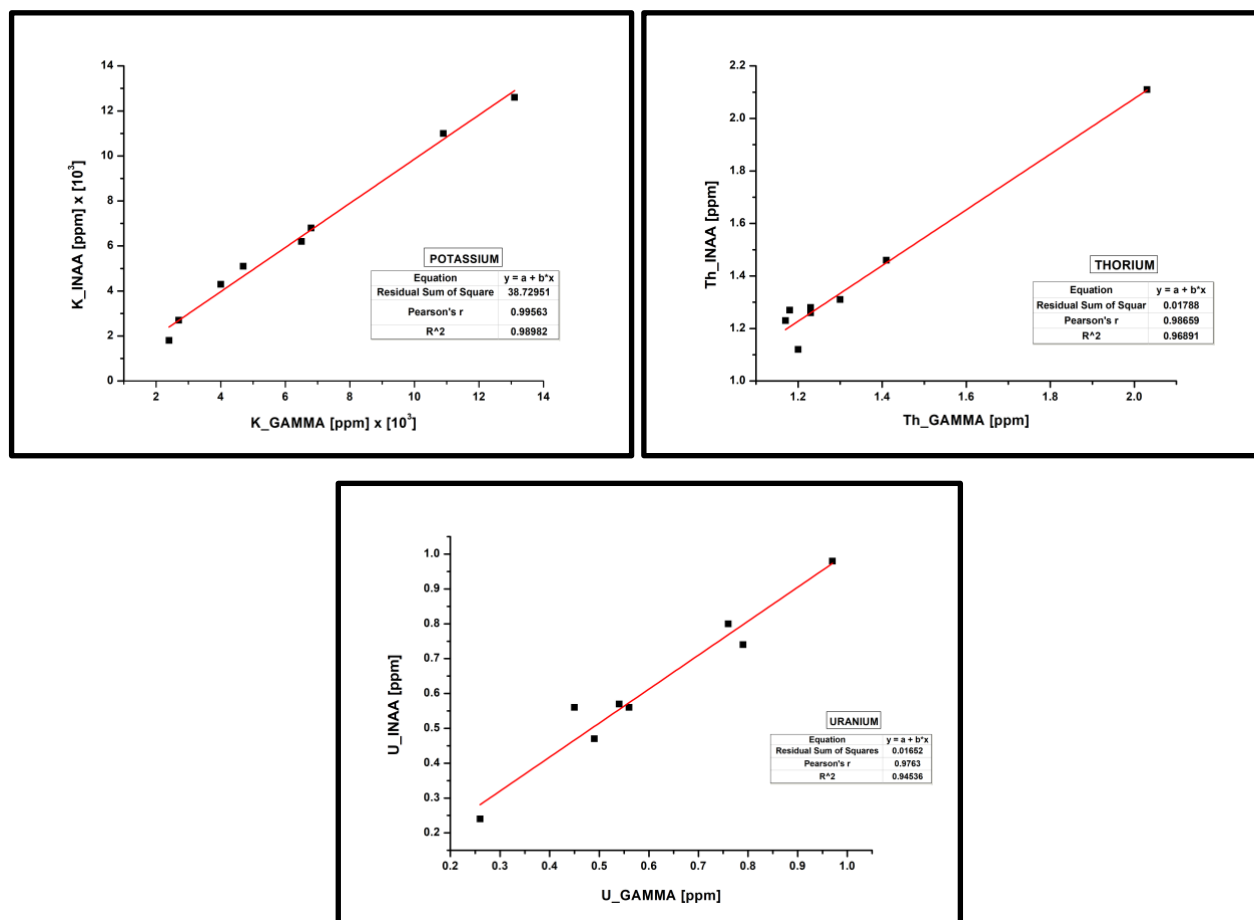 K_INAA [ppm] x [10³]
14
12
10
8
6
4
2
0
2 4 6 8 10 12 14
K_GAMMA [ppm] x [10³]
POTASSIUM
Equation y = a + b*x
Residual Sum of Square 38.72951
Pearson's r 0.99563
R^2 0.98982
Th_INAA [ppm]
2.2
2.0
1.8
1.6
1.4
1.2
1.0
1.2 1.4 1.6 1.8 2.0
Th_GAMMA [ppm]
THORIUM
Equation y = a + b*x
Residual Sum of Squar 0.01788
Pearson's r 0.98659
R^2 0.96891
U_INAA [ppm]
1.0
0.9
0.8
0.7
0.6
0.5
0.4
0.3
0.2
0.2 0.3 0.4 0.5 0.6 0.7 0.8 0.9 1.0
U_GAMMA [ppm]
URANIUM
Equation y = a + b*x
Residual Sum of Squares 0.01652
Pearson's r 0.9763
R^2 0.94536